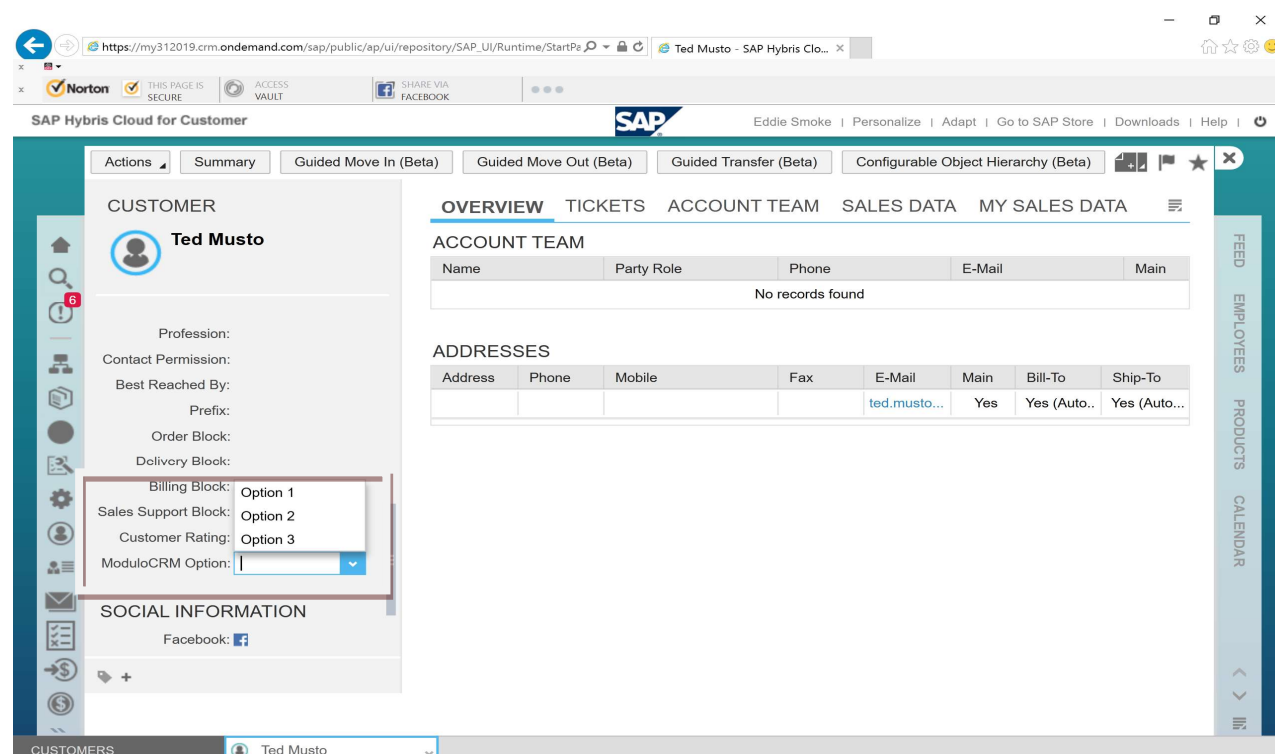 https://my312019.crm.ondemand.com/sap/public/ap/ui/repository/SAP_UI/Runtime/StartPa
Ted Musto - SAP Hybris Clo...
Norton
THIS PAGE IS SECURE
ACCESS VAULT
SHARE VIA FACEBOOK
SAP Hybris Cloud for Customer
SAP
Eddie Smoke | Personalize | Adapt | Go to SAP Store | Downloads | Help |
Actions Summary Guided Move In (Beta) Guided Move Out (Beta) Guided Transfer (Beta) Configurable Object Hierarchy (Beta)
CUSTOMER
Ted Musto
6
Profession:
Contact Permission:
Best Reached By:
Prefix:
Order Block:
Delivery Block:
Billing Block:
Sales Support Block:
Customer Rating:
Option 1
Option 2
Option 3
ModuloCRM Option:
SOCIAL INFORMATION
Facebook:
OVERVIEW TICKETS ACCOUNT TEAM SALES DATA MY SALES DATA
ACCOUNT TEAM
Name Party Role Phone E-Mail Main
No records found
ADDRESSES
Address Phone Mobile Fax E-Mail Main Bill-To Ship-To
ted.musto... Yes Yes (Auto.. Yes (Auto...
FEED
EMPLOYEES
PRODUCTS
CALENDAR
CUSTOMERS
Ted Musto